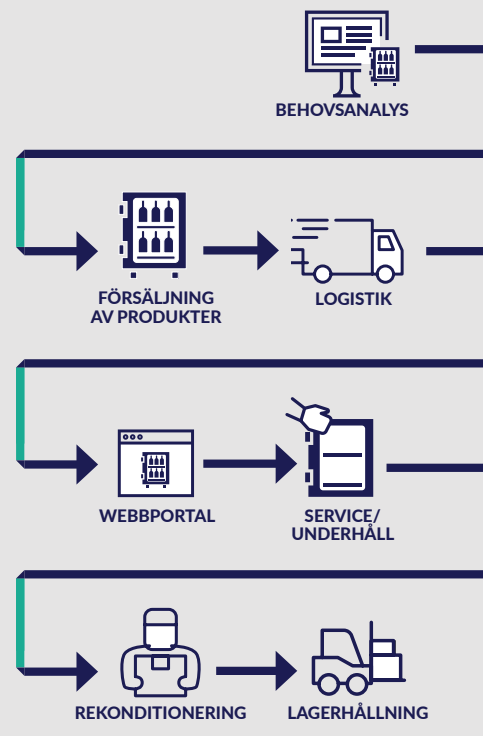 BEHOVSANALYS
FÖRSÄLJNING
AV PRODUKTER
LOGISTIK
WEBBPORTAL
SERVICE/
UNDERHÅLL
REKONDITIONERING
LAGERHÅLLNING